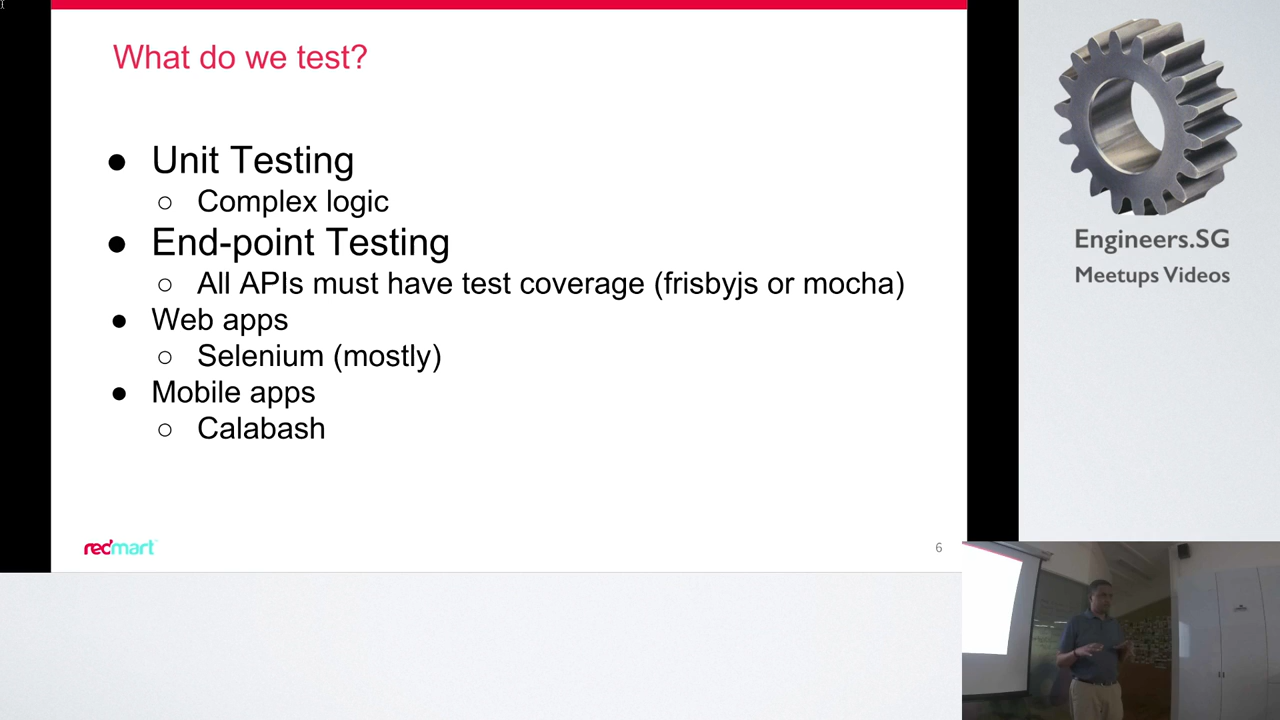 What do we test?
● Unit Testing
○ Complex logic
● End-point Testing
○ All APIs must have test coverage (frisbyjs or mocha)
● Web apps
○ Selenium (mostly)
● Mobile apps
○ Calabash
redmart
6
Engineers.SG
Meetups Videos